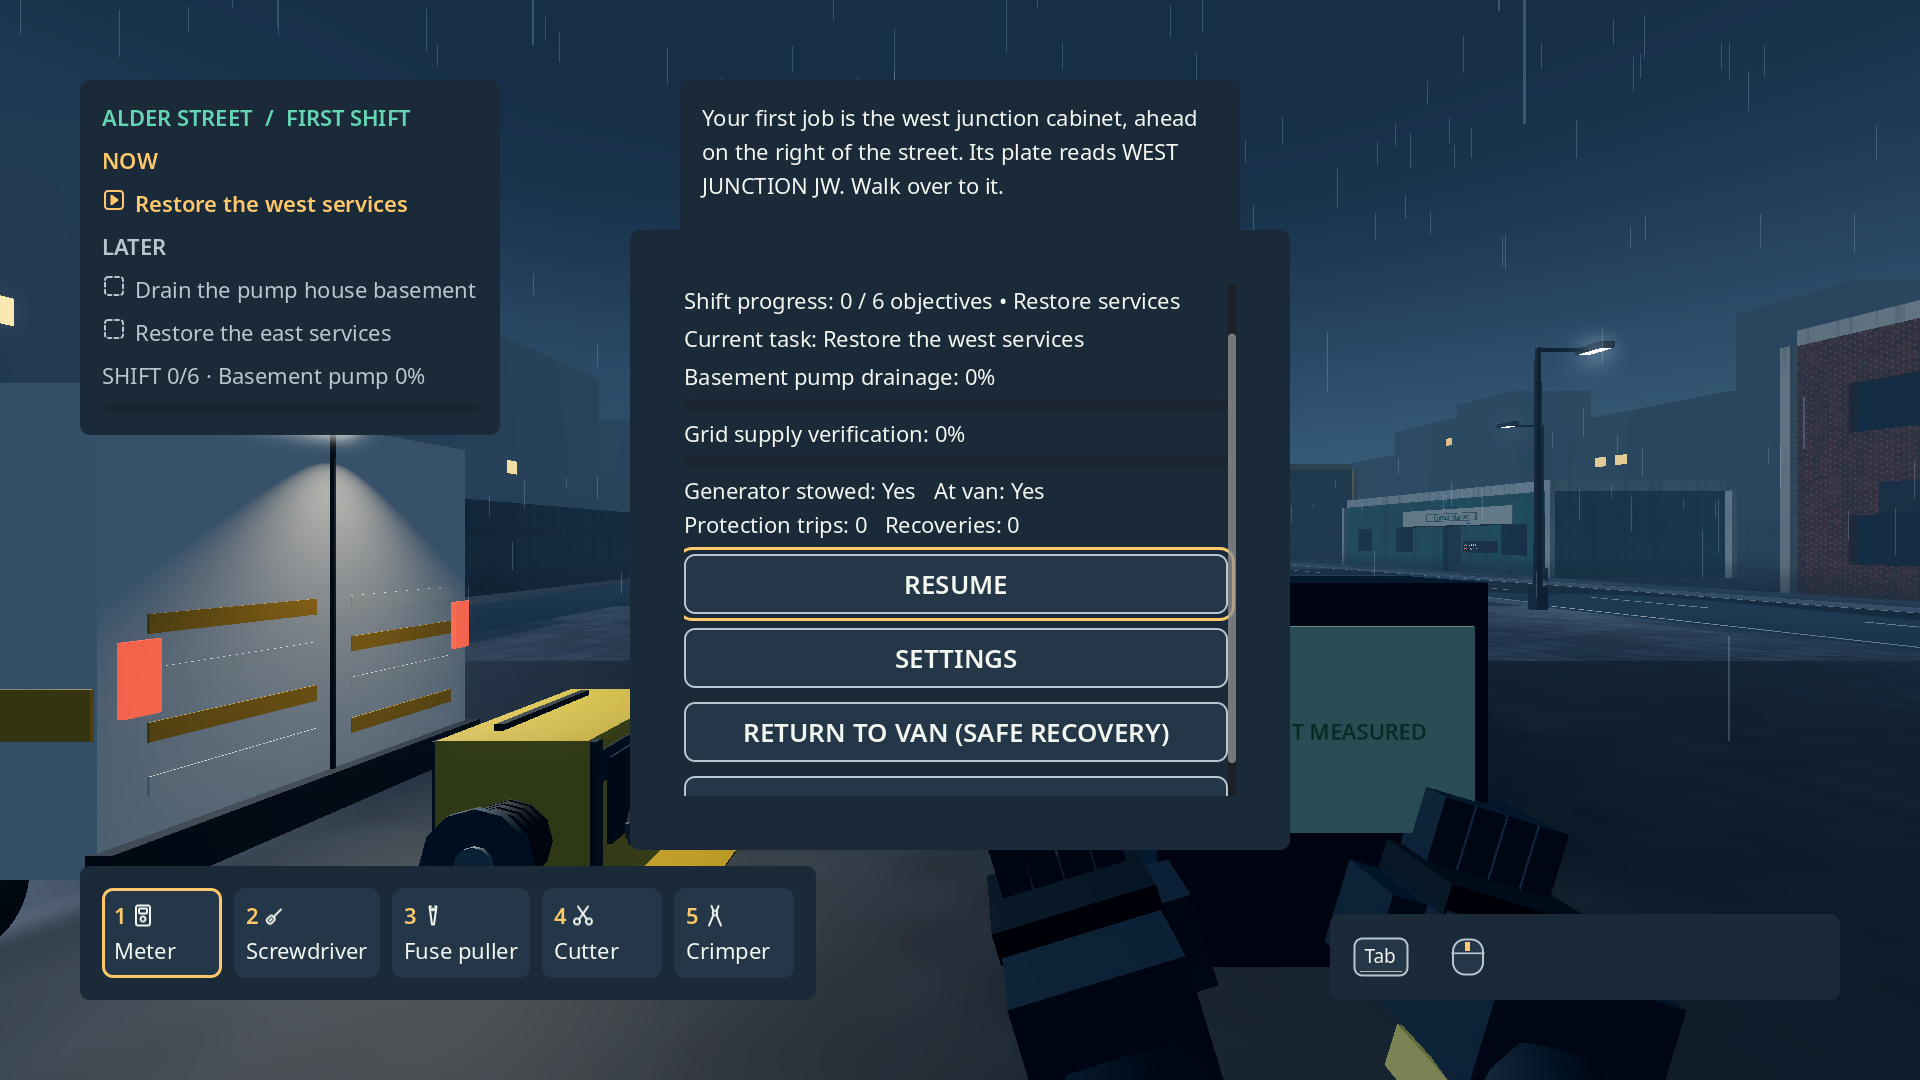 ALDER STREET / FIRST SHIFT
NOW
Restore the west services
LATER
Drain the pump house basement
Restore the east services
SHIFT 0/6 · Basement pump 0%
Your first job is the west junction cabinet, ahead
on the right of the street. Its plate reads WEST
JUNCTION JW. Walk over to it.
Shift progress: 0 / 6 objectives • Restore services
Current task: Restore the west services
Basement pump drainage: 0%
Grid supply verification: 0%
Generator stowed: Yes At van: Yes
Protection trips: 0 Recoveries: 0
RESUME
SETTINGS
RETURN TO VAN (SAFE RECOVERY)
T MEASURED
1
Meter
2
Screwdriver
3
Fuse puller
4
Cutter
5
Crimper
Tab